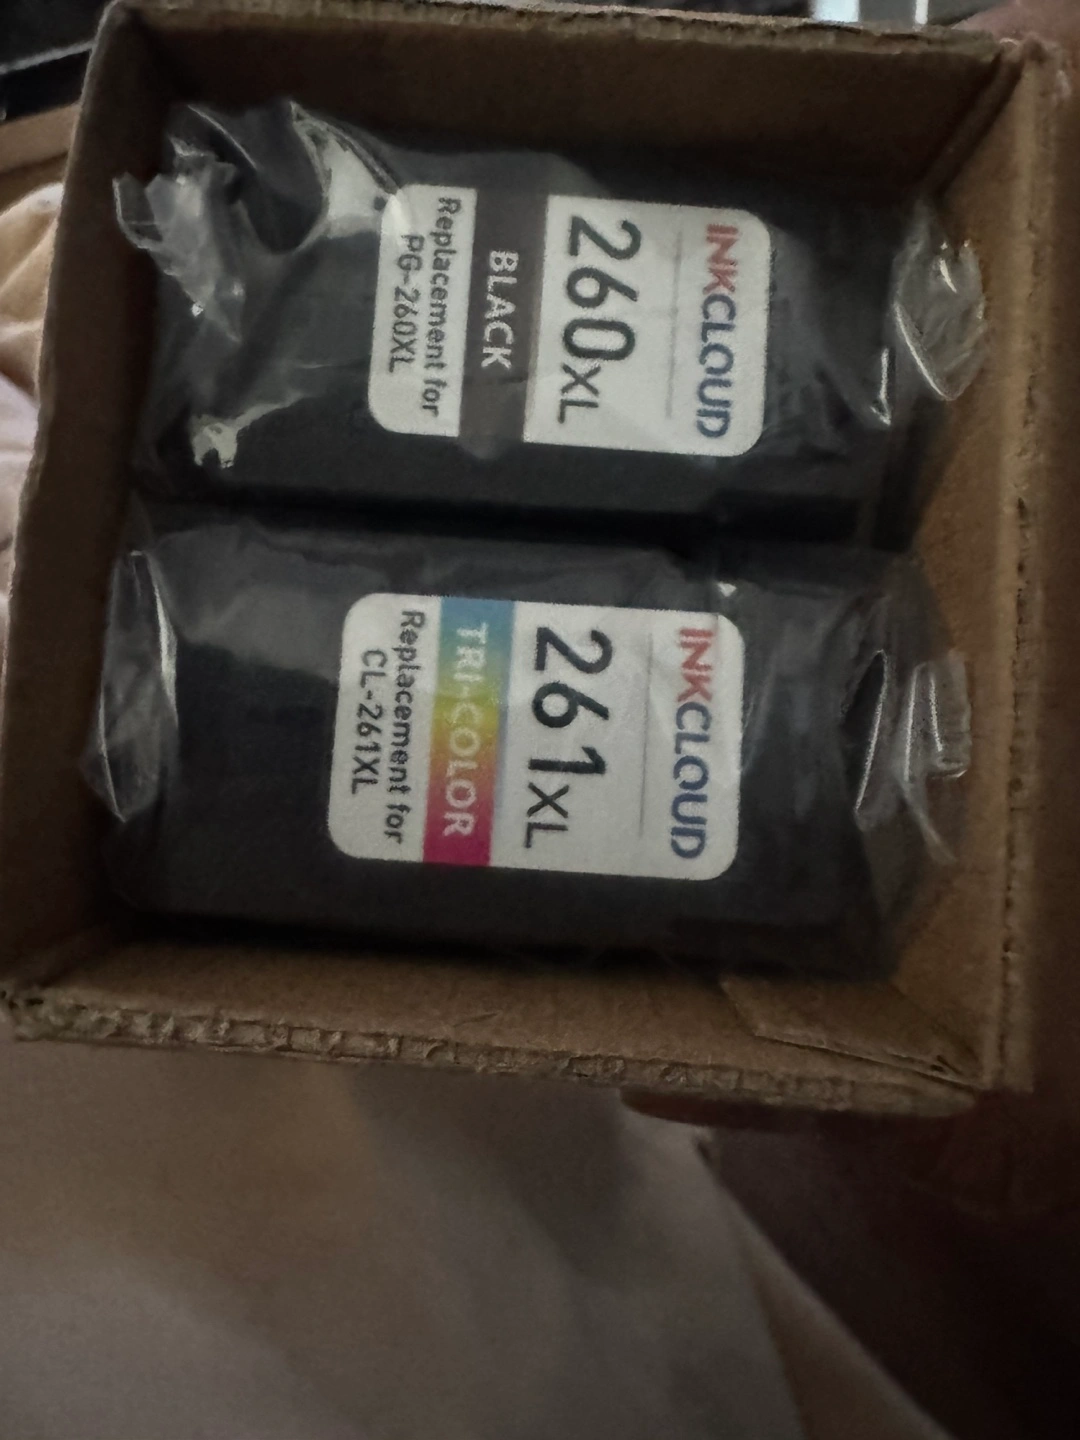 INKCLOUD
260XL
BLACK
Replacement for
PG-260XL
INKCLOUD
261XL
TRI-COLOR
Replacement for
CL-261XL